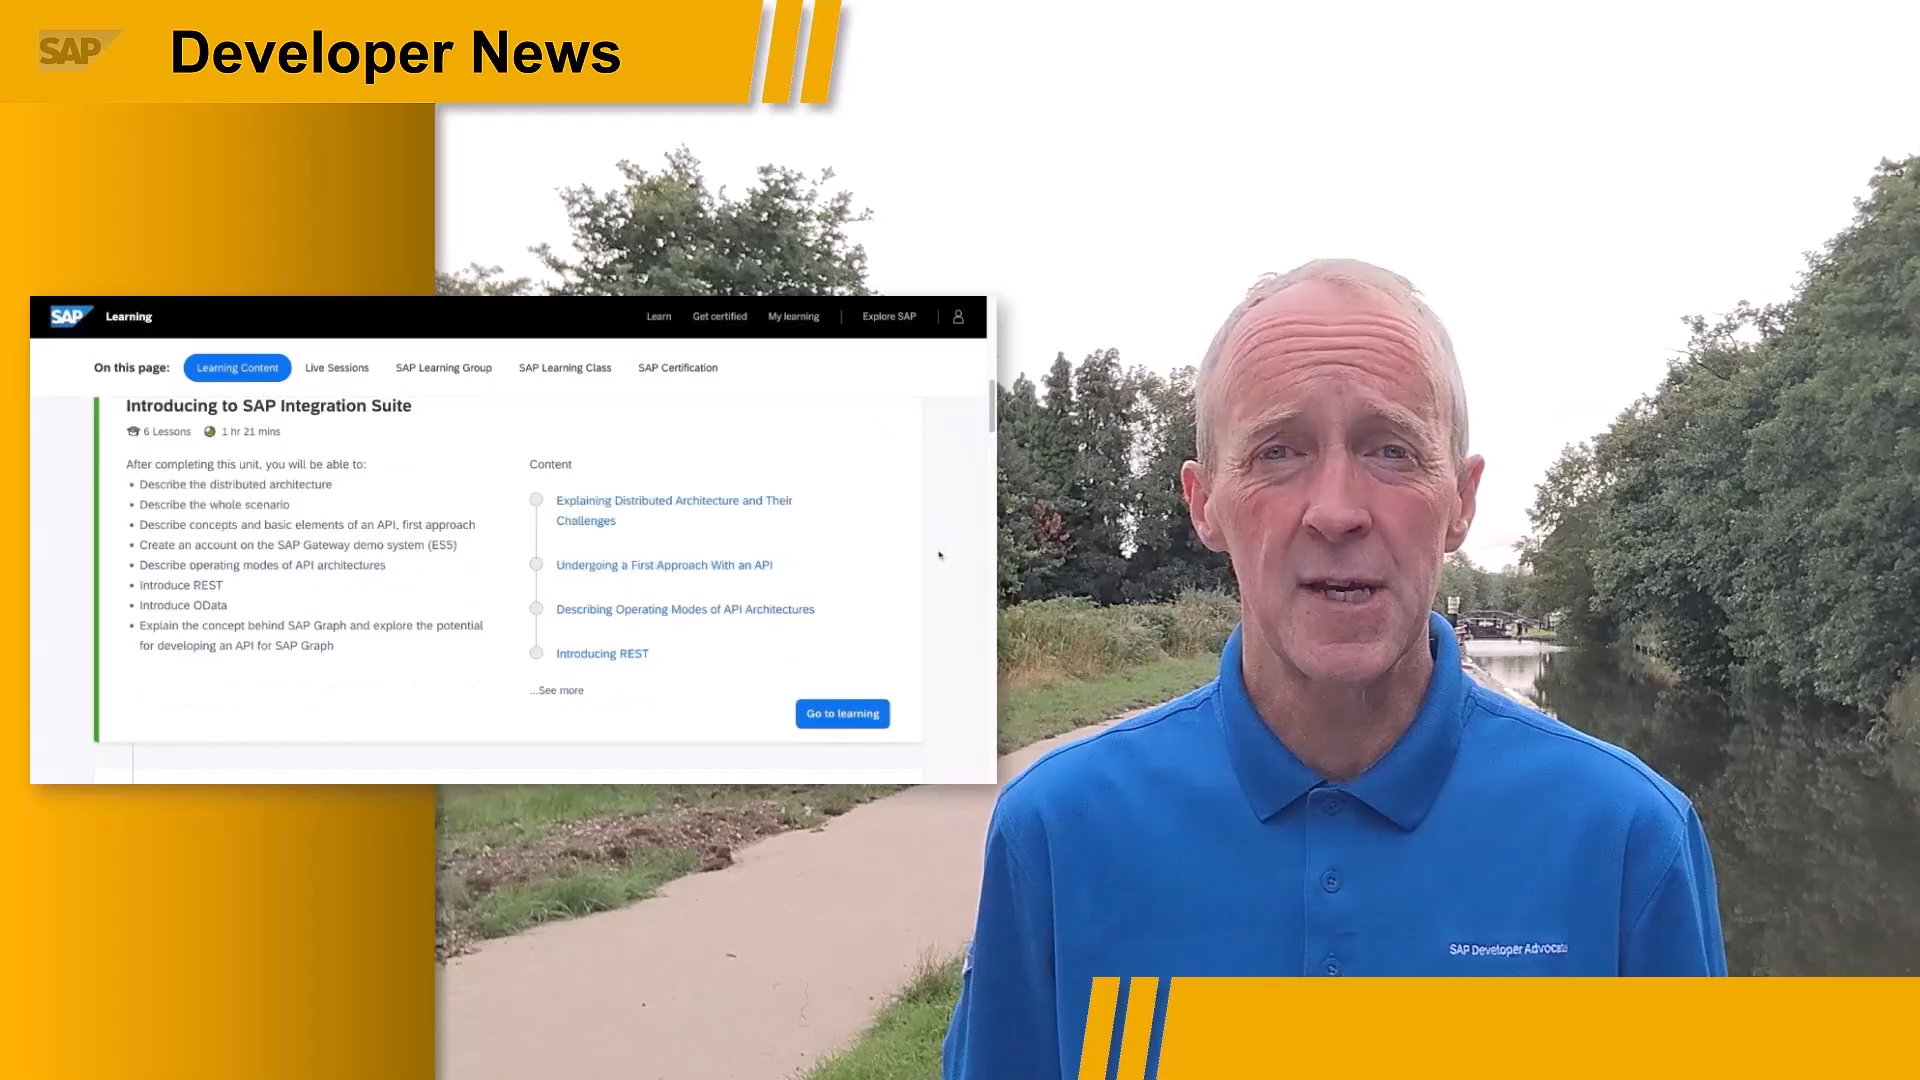 SAP Developer News
SAP Learning
Learn Get certified My learning Explore SAP
On this page: Learning Content Live Sessions SAP Learning Group SAP Learning Class SAP Certification
Introducing to SAP Integration Suite
6 Lessons 1 hr 21 mins
After completing this unit, you will be able to:
• Describe the distributed architecture
• Describe the whole scenario
• Describe concepts and basic elements of an API, first approach
• Create an account on the SAP Gateway demo system (ES5)
• Describe operating modes of API architectures
• Introduce REST
• Introduce OData
• Explain the concept behind SAP Graph and explore the potential
for developing an API for SAP Graph
Content
Explaining Distributed Architecture and Their
Challenges
Undergoing a First Approach With an API
Describing Operating Modes of API Architectures
Introducing REST
...See more
Go to learning
SAP Developer Advocate